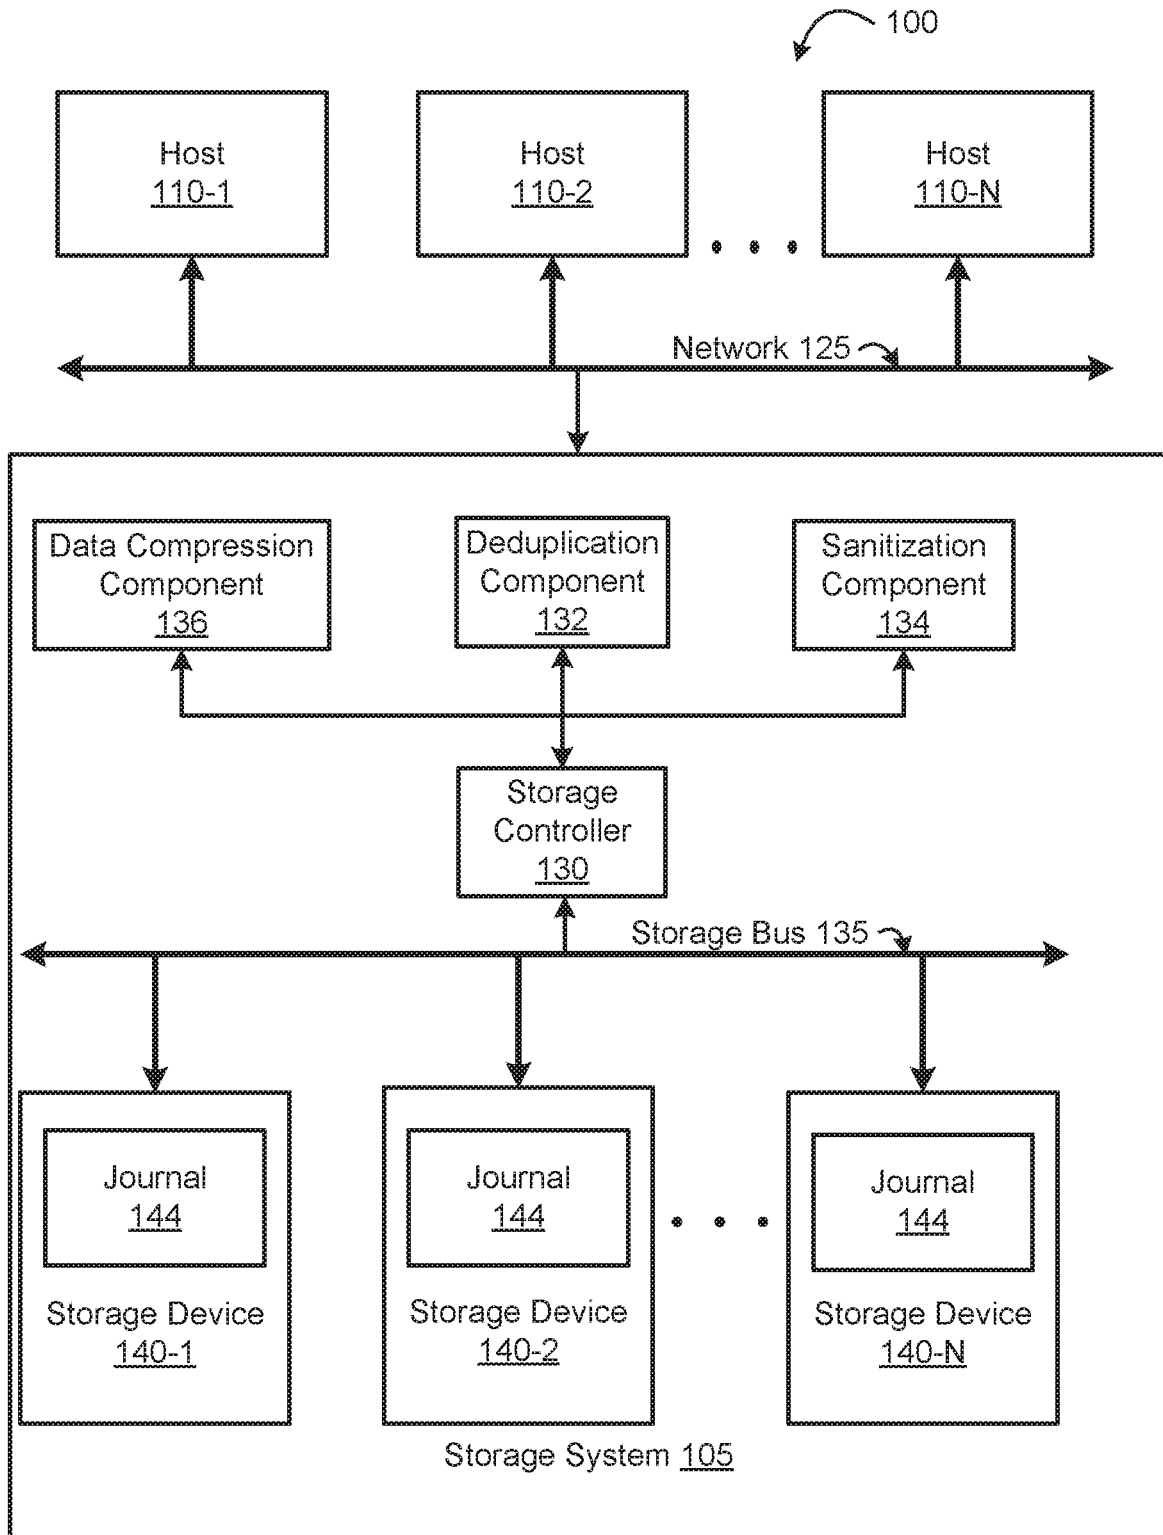 100
Host
110-1
Host
110-2
Host
110-N
Network 125
Data Compression
Component
136
Deduplication
Component
132
Sanitization
Component
134
Storage
Controller
130
Storage Bus 135
Journal
144
Storage Device
140-1
Journal
144
Storage Device
140-2
Journal
144
Storage Device
140-N
Storage System 105